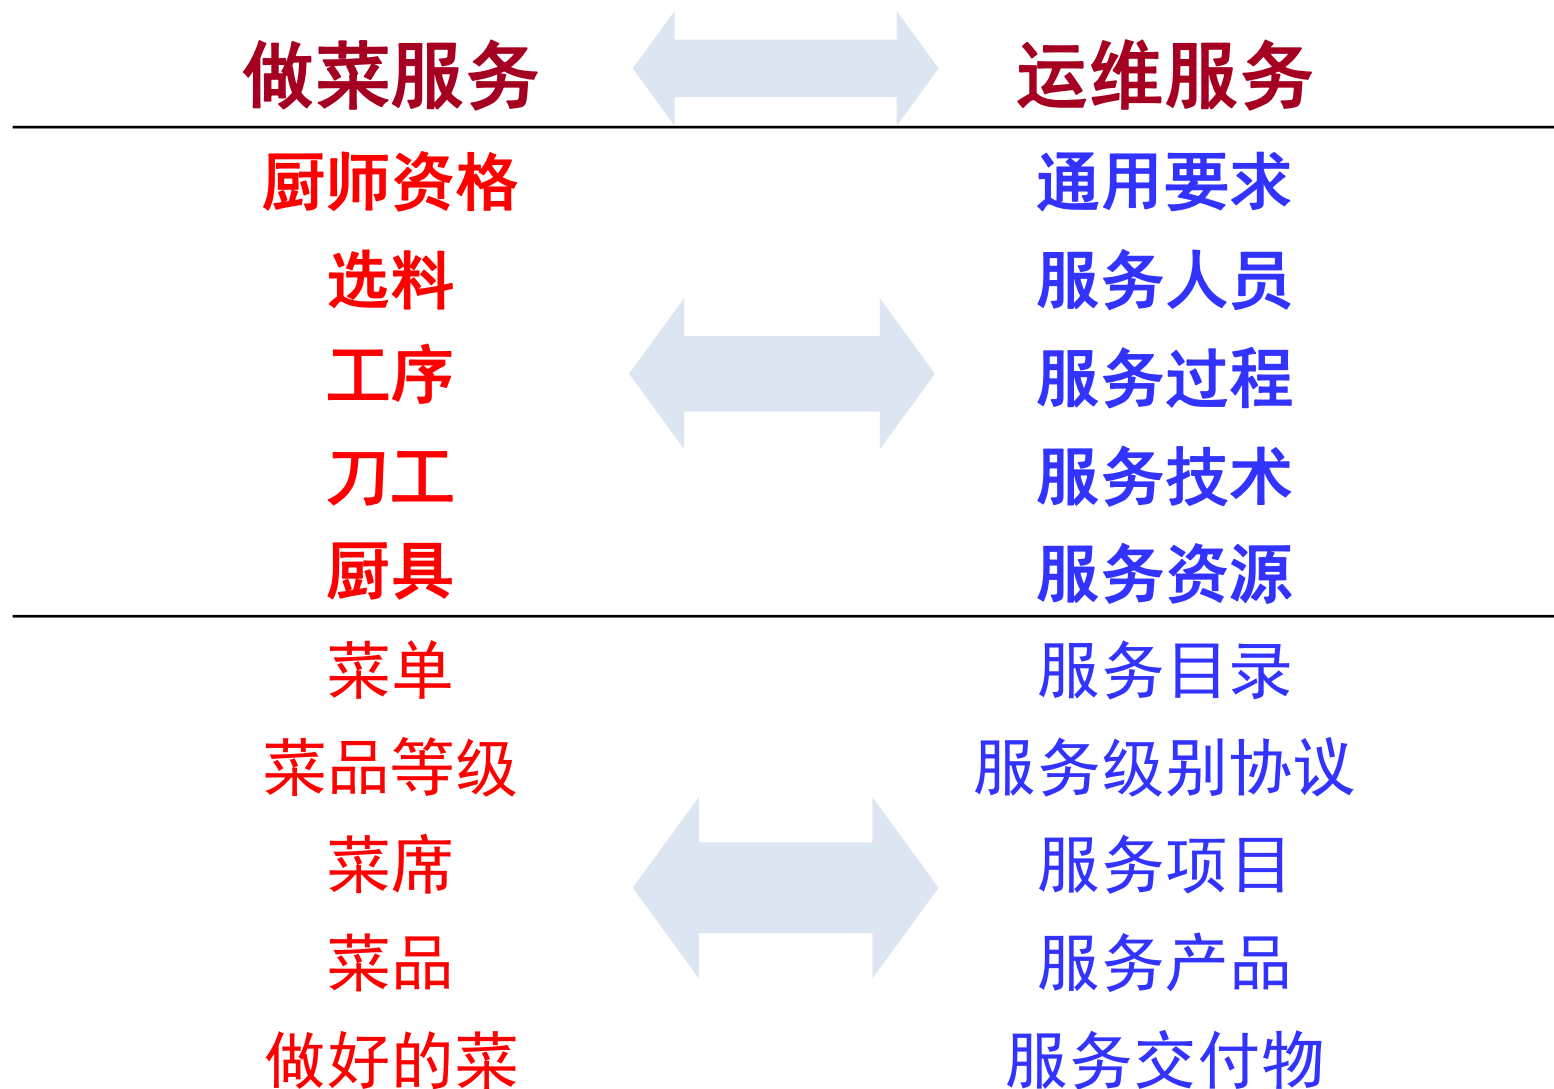 做菜服务 运维服务
厨师资格 通用要求
选料 服务人员
工序 服务过程
刀工 服务技术
厨具 服务资源
菜单 服务目录
菜品等级 服务级别协议
菜席 服务项目
菜品 服务产品
做好的菜 服务交付物